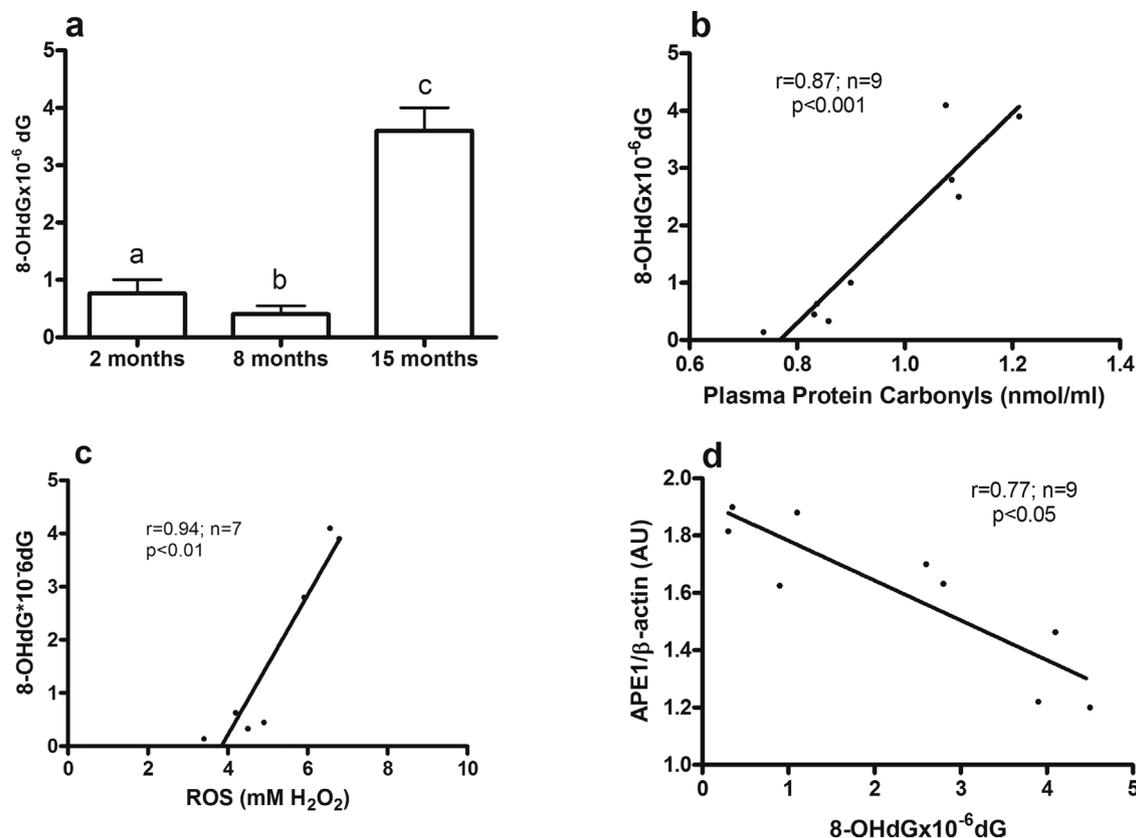 a
5
4
3
2
1
0
8-OHdGx10-6 dG
a
b
c
2 months 8 months 15 months
b
5
4
3
2
1
0
8-OHdGx10-6dG
r=0.87; n=9
p<0.001
0.6 0.8 1.0 1.2 1.4
Plasma Protein Carbonyls (nmol/ml)
c
5
4
3
2
1
0
8-OHdG*10-6dG
r=0.94; n=7
p<0.01
0 2 4 6 8 10
ROS (mM H2O2)
d
2.0
1.8
1.6
1.4
1.2
1.0
APE1/β-actin (AU)
r=0.77; n=9
p<0.05
0 1 2 3 4 5
8-OHdGx10-6dG